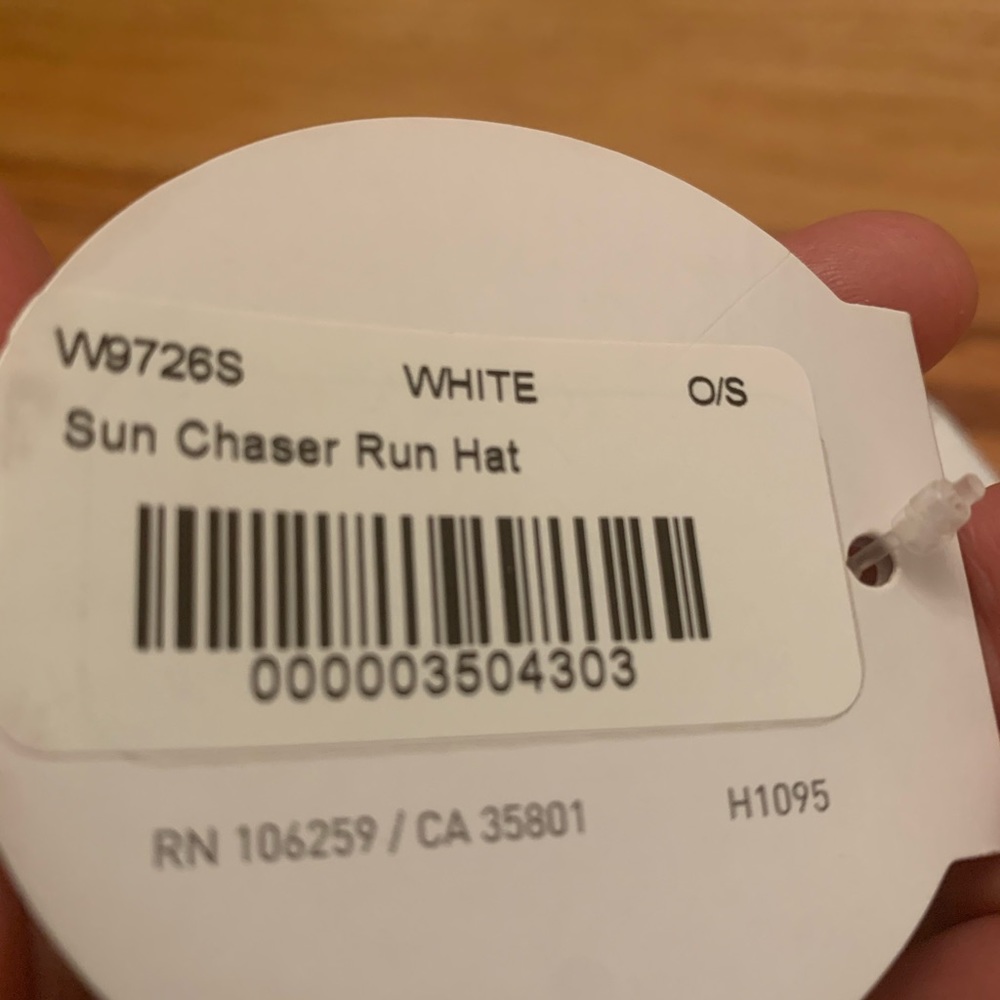 W9726S WHITE O/S
Sun Chaser Run Hat
000003504303
RN 106259 / CA 35801 H1095